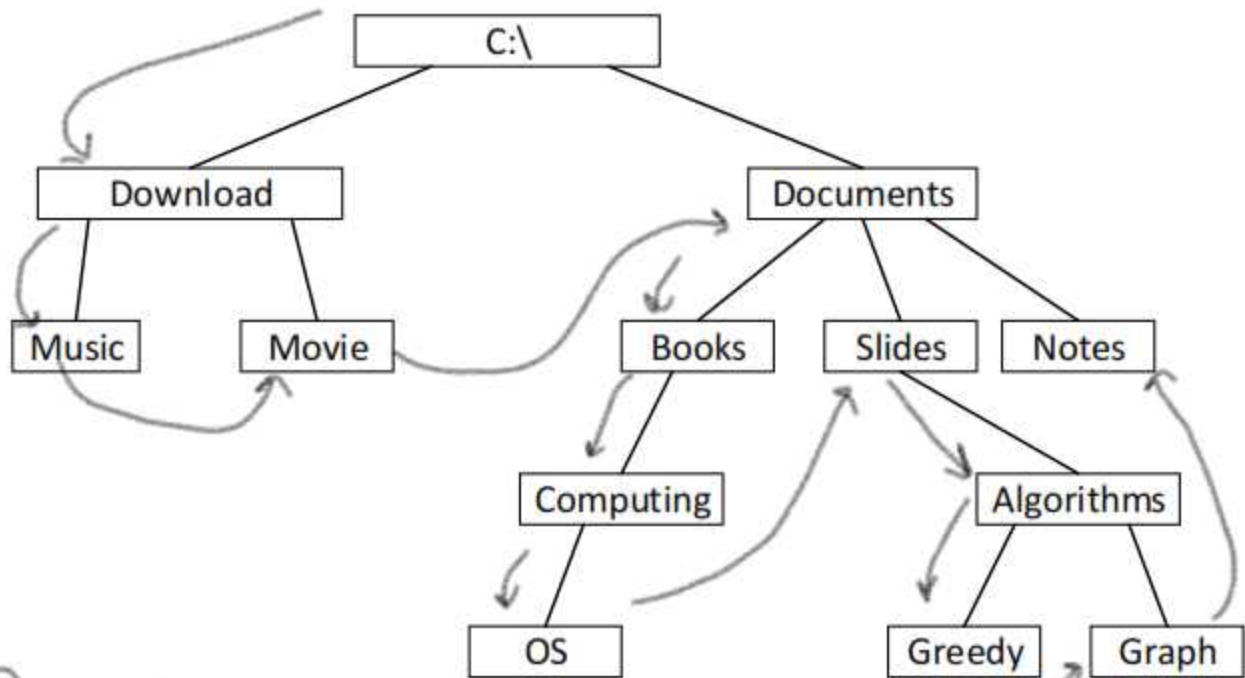 C:\
Download Documents
Music Movie Books Slides Notes
Computing Algorithms
OS Greedy Graph